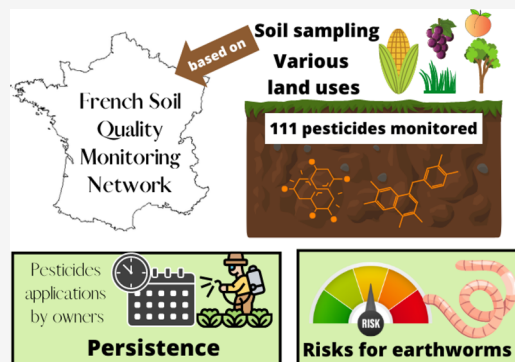 French Soil
Quality
Monitoring
Network
based on
Soil sampling
Various
land uses
111 pesticides monitored
Pesticides
applications
by owners
Persistence
RISK
Risks for earthworms